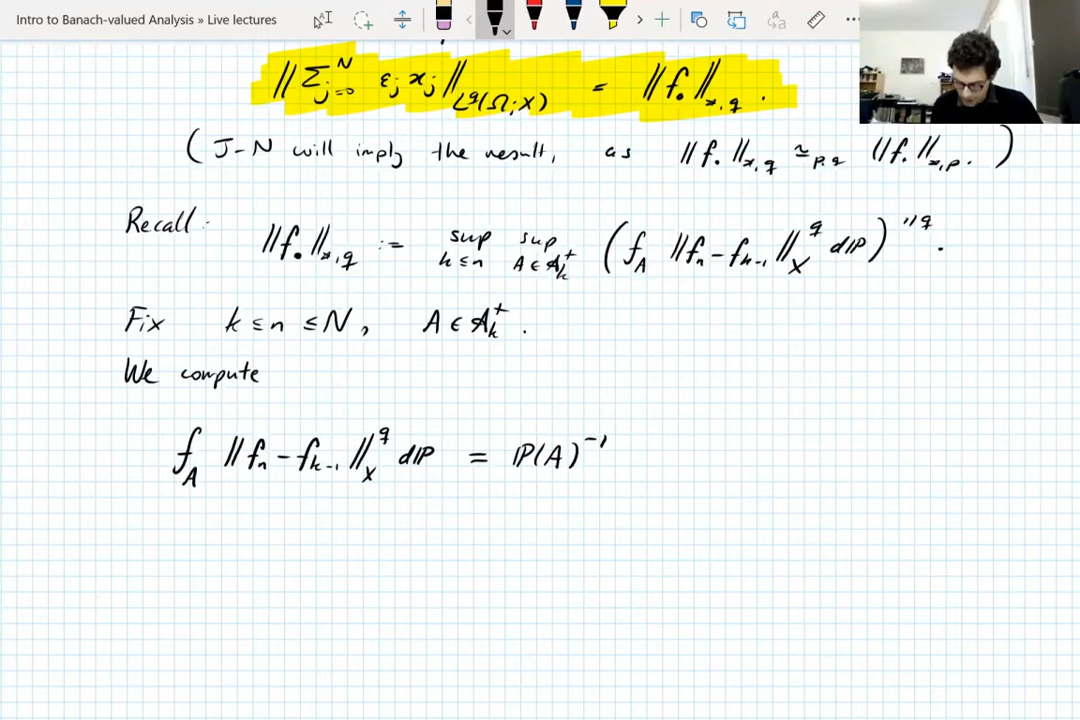 Intro to Banach-valued Analysis » Live lectures
‖ Σ_{j=0}^N ε_j x_j ‖_{L^q(Ω;X)} = ‖f.‖_{*,q} .
( J-N will imply the result, as ‖f.‖_{*,q} ≃_{p,q} ‖f.‖_{*,p}. )
Recall: ‖f.‖_{*,q} := sup_{k≤n} sup_{A∈𝒜_k^+} ( ⨍_A ‖f_n - f_{k-1}‖_X^q dℙ )^{1/q} .
Fix k ≤ n ≤ N, A ∈ 𝒜_k^+ .
We compute
⨍_A ‖f_n - f_{k-1}‖_X^q dℙ = ℙ(A)^{-1}